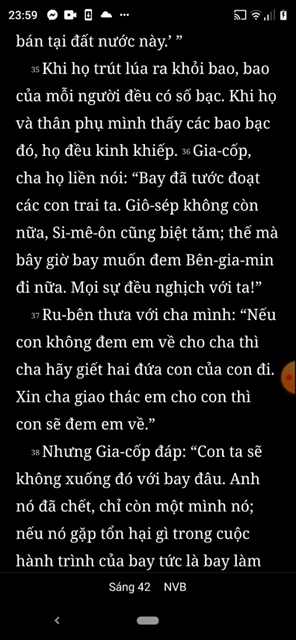 23:59
bán tại đất nước này.’ ”
35 Khi họ trút lúa ra khỏi bao, bao
của mỗi người đều có số bạc. Khi họ
và thân phụ mình thấy các bao bạc
đó, họ đều kinh khiếp. 36 Gia-cốp,
cha họ liền nói: “Bay đã tước đoạt
các con trai ta. Giô-sép không còn
nữa, Si-mê-ôn cũng biệt tăm; thế mà
bây giờ bay muốn đem Bên-gia-min
đi nữa. Mọi sự đều nghịch với ta!”
37 Ru-bên thưa với cha mình: “Nếu
con không đem em về cho cha thì
cha hãy giết hai đứa con của con đi.
Xin cha giao thác em cho con thì
con sẽ đem em về.”
38 Nhưng Gia-cốp đáp: “Con ta sẽ
không xuống đó với bay đâu. Anh
nó đã chết, chỉ còn một mình nó;
nếu nó gặp tổn hại gì trong cuộc
hành trình của bay tức là bay làm
Sáng 42 NVB